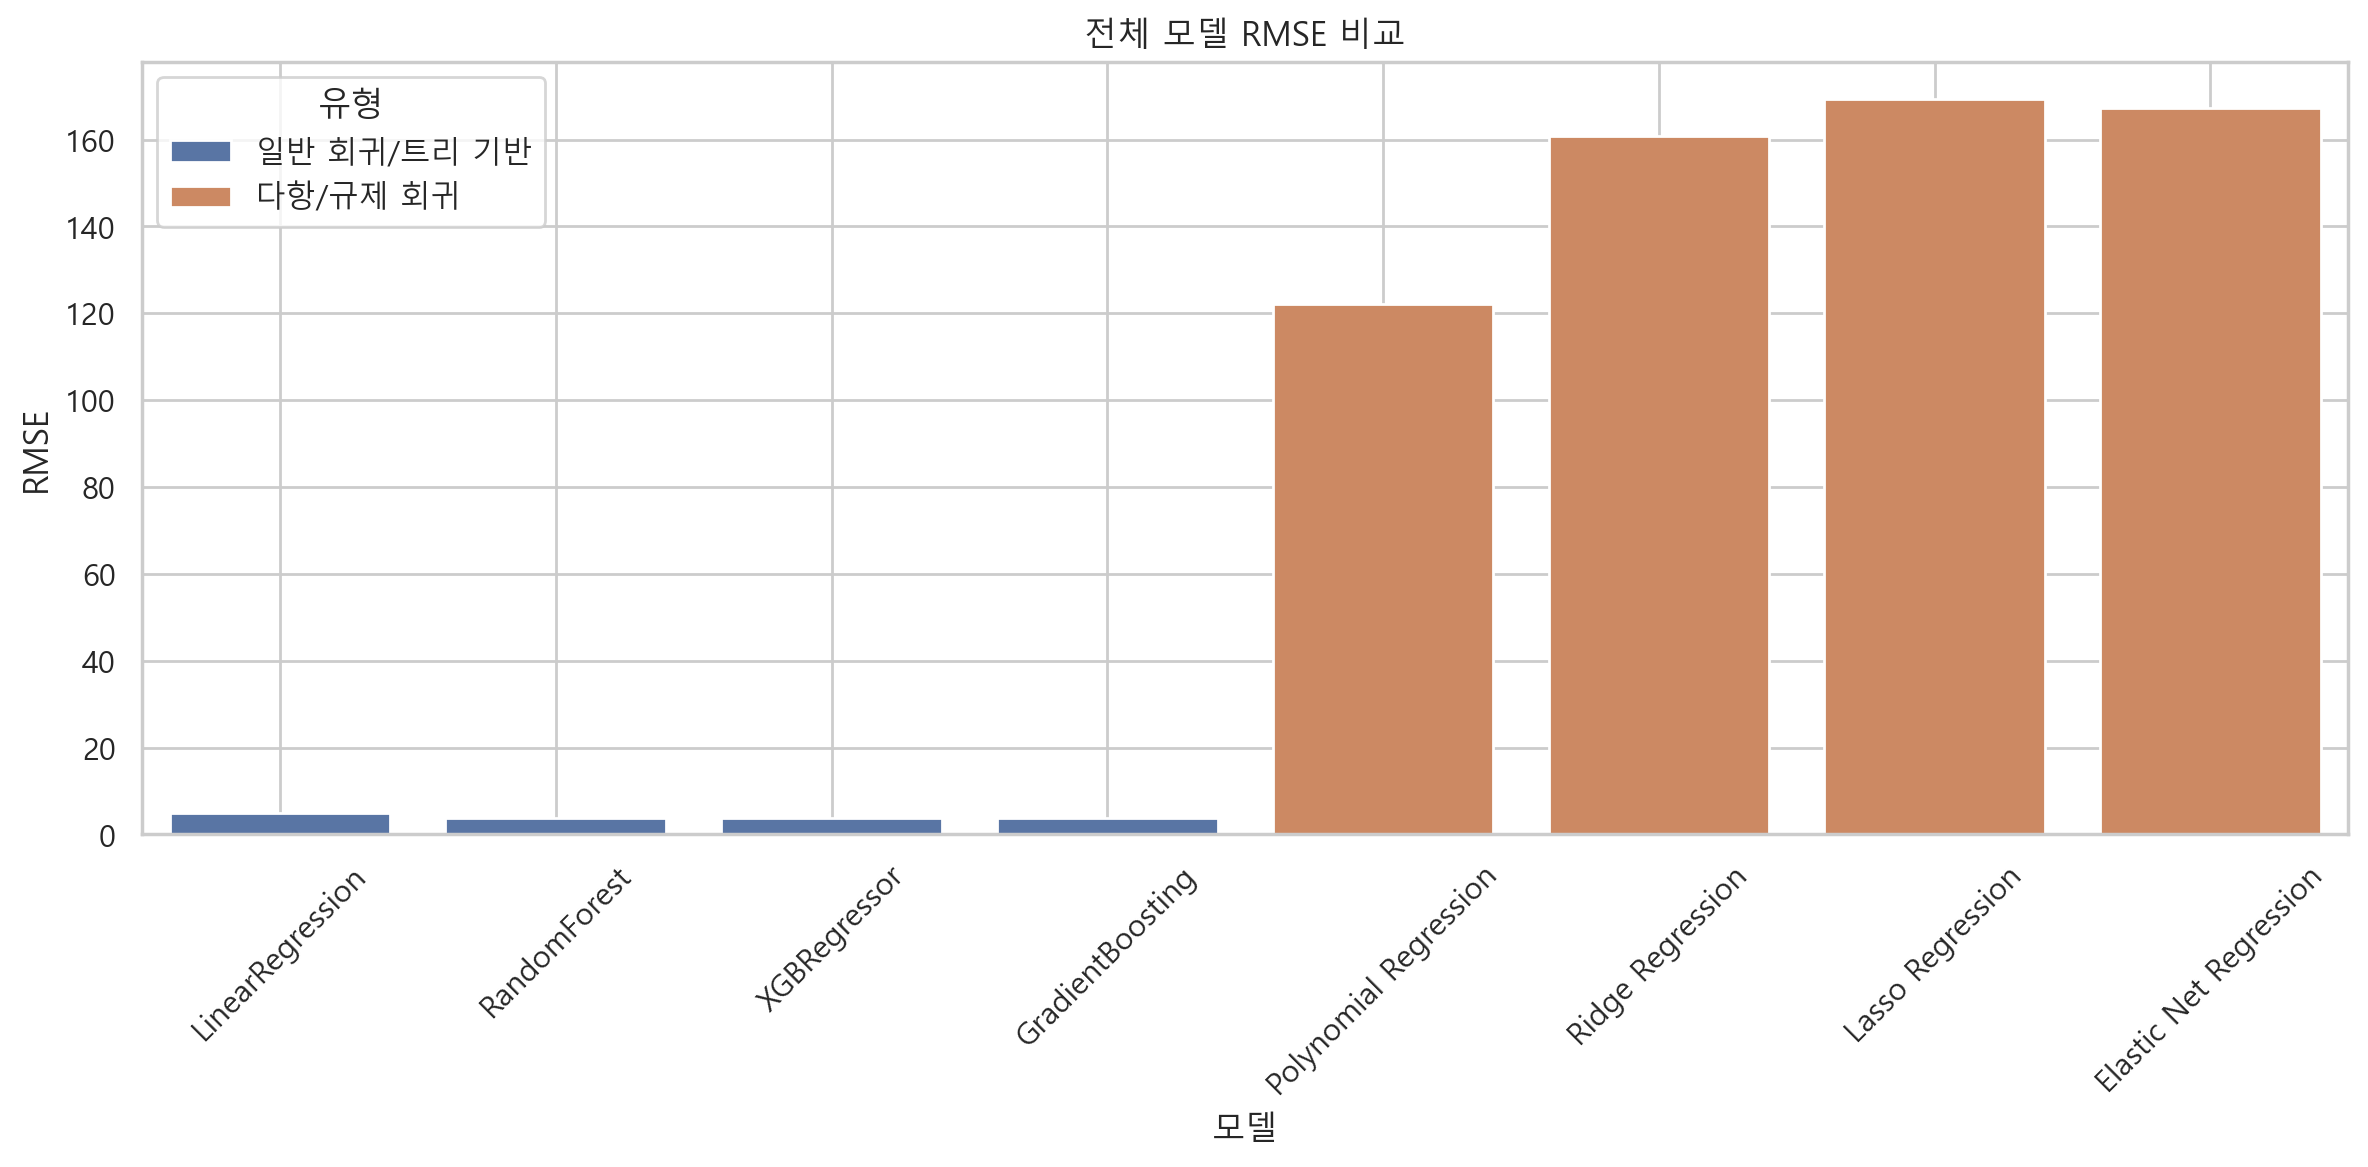 전체 모델 RMSE 비교
유형
일반 회귀/트리 기반
다항/규제 회귀
RMSE
160
140
120
100
80
60
40
20
0
LinearRegression
RandomForest
XGBRegressor
GradientBoosting
Polynomial Regression
Ridge Regression
Lasso Regression
Elastic Net Regression
모델